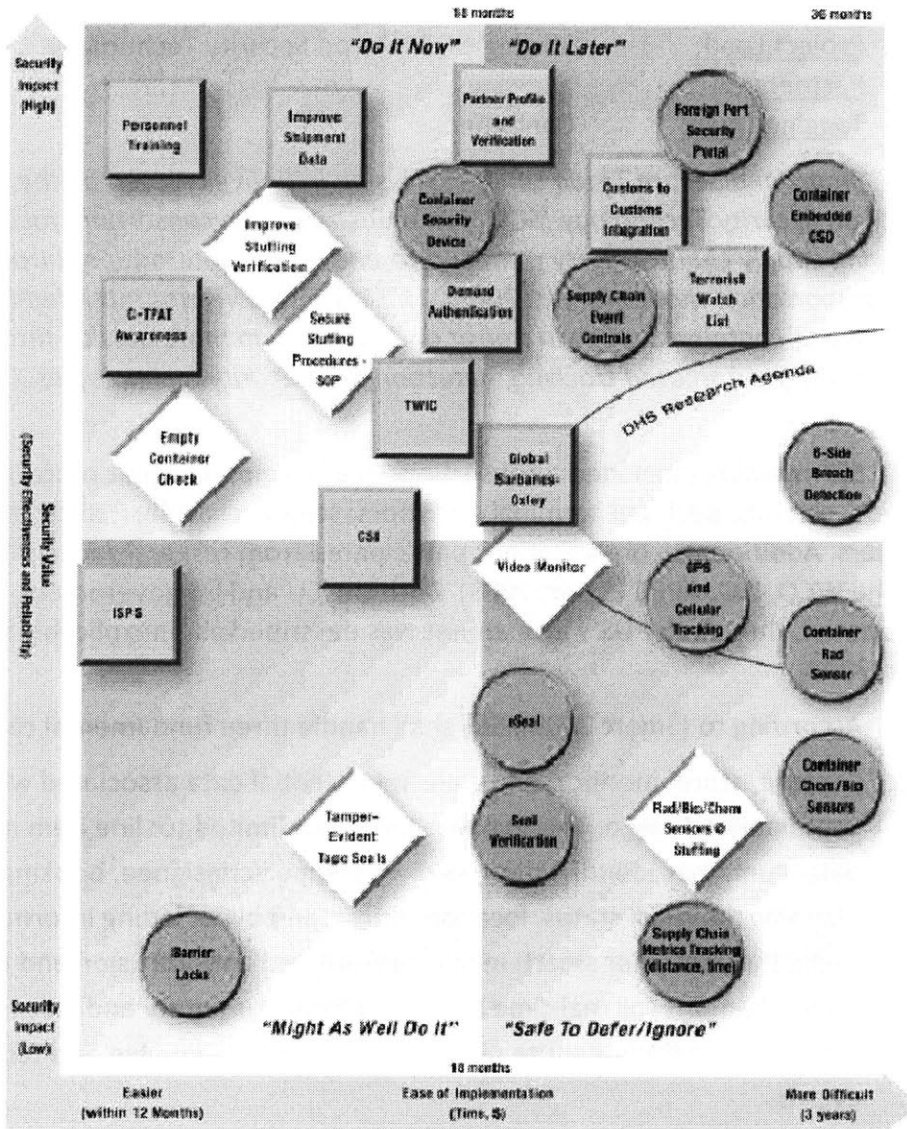 18 months
36 months
Security
Impact
(High)
"Do It Now"
"Do It Later"
Personnel
Training
Improve
Shipment
Data
Partner Profile
and
Verification
Foreign Port
Security
Portal
Improve
Stuffing
Verification
Container
Security
Device
Customs to
Customs
Integration
Container
Embedded
CSD
C-TPAT
Awareness
Secure
Stuffing
Procedures -
SOP
Demand
Authentication
Supply Chain
Event
Controls
Terrorist
Watch
List
DHS Research Agenda
TWIC
Empty
Container
Check
Global
Sarbanes-
Oxley
6-Side
Breach
Detection
CSI
Security Value
(Security Effectiveness and Reliability)
ISPS
Video Monitor
GPS
and
Cellular
Tracking
Container
Rad
Sensor
eSeal
Container
Chem/Bio
Sensors
Tamper-
Evident
Tape Seals
Seal
Verification
Rad/Bio/Chem
Sensors @
Stuffing
Barrier
Locks
Supply Chain
Metrics Tracking
(distance, time)
Security
Impact
(Low)
"Might As Well Do It"
"Safe To Defer/Ignore"
18 months
Easier
(within 12 Months)
Ease of Implementation
(Time, $)
More Difficult
(3 years)